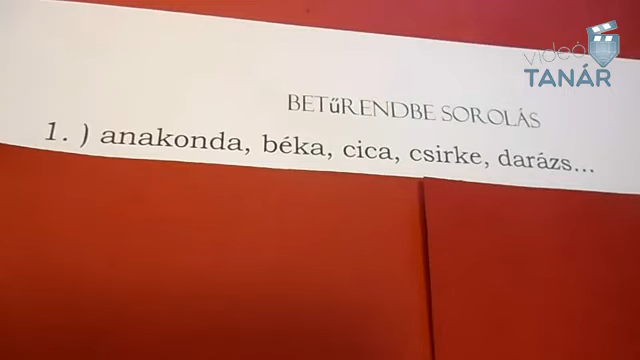 videó
TANÁR
BETűRENDBE SOROLÁS
1. ) anakonda, béka, cica, csirke, darázs...